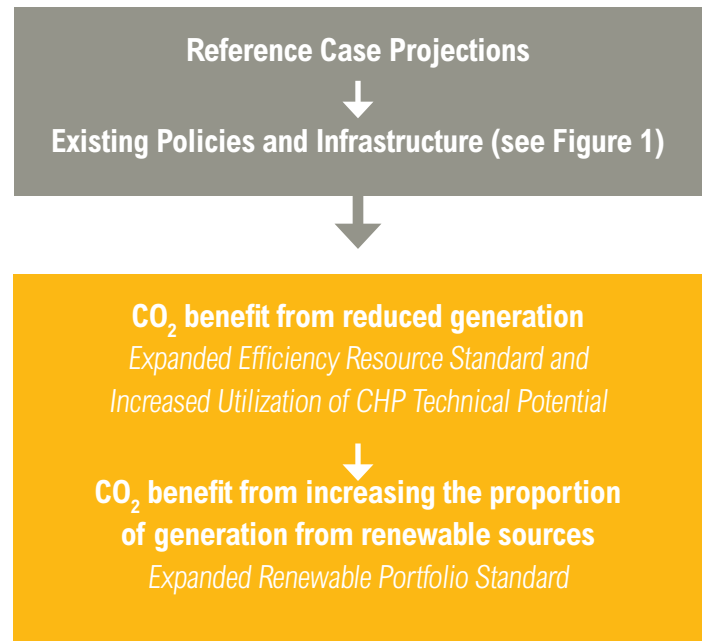 Reference Case Projections
Existing Policies and Infrastructure (see Figure 1)
CO₂ benefit from reduced generation
Expanded Efficiency Resource Standard and
Increased Utilization of CHP Technical Potential
CO₂ benefit from increasing the proportion
of generation from renewable sources
Expanded Renewable Portfolio Standard